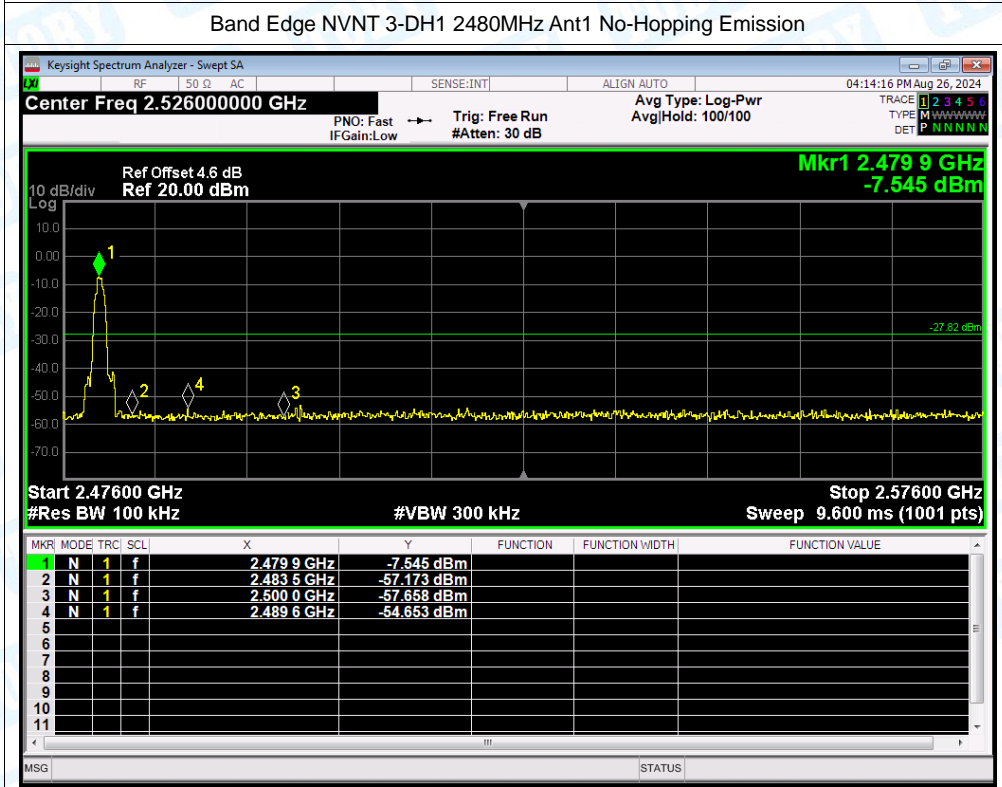 Band Edge NVNT 3-DH1 2480MHz Ant1 No-Hopping Emission
Keysight Spectrum Analyzer - Swept SA
LXI RF 50 Ω AC SENSE:INT ALIGN AUTO 04:14:16 PM Aug 26, 2024
Center Freq 2.526000000 GHz
PNO: Fast
IFGain:Low
Trig: Free Run
#Atten: 30 dB
Avg Type: Log-Pwr
Avg|Hold: 100/100
TRACE 1 2 3 4 5 6
TYPE M W W W W W
DET P N N N N N
Mkr1 2.479 9 GHz
-7.545 dBm
Ref Offset 4.6 dB
10 dB/div Ref 20.00 dBm
Log
10.0
0.00
-10.0
-20.0
-30.0
-40.0
-50.0
-60.0
-70.0
1
2
4
3
-27.82 dBm
Start 2.47600 GHz Stop 2.57600 GHz
#Res BW 100 kHz #VBW 300 kHz Sweep 9.600 ms (1001 pts)
MKR MODE TRC SCL X Y FUNCTION FUNCTION WIDTH FUNCTION VALUE
1 N 1 f 2.479 9 GHz -7.545 dBm
2 N 1 f 2.483 5 GHz -57.173 dBm
3 N 1 f 2.500 0 GHz -57.658 dBm
4 N 1 f 2.489 6 GHz -54.653 dBm
5
6
7
8
9
10
11
MSG STATUS